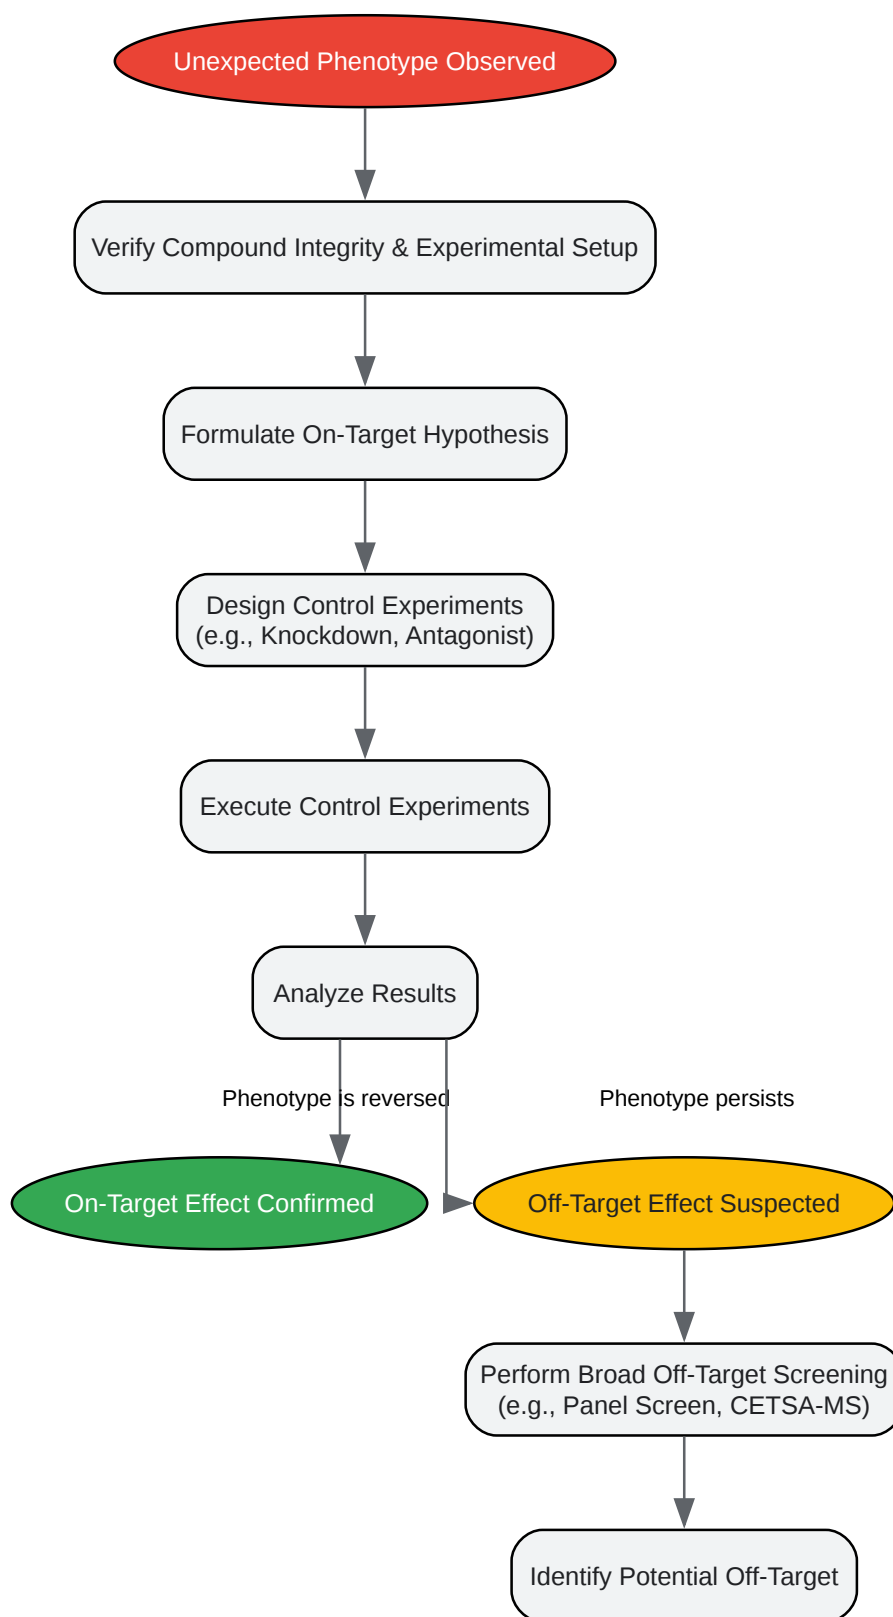 Unexpected Phenotype Observed
Verify Compound Integrity & Experimental Setup
Formulate On-Target Hypothesis
Design Control Experiments
(e.g., Knockdown, Antagonist)
Execute Control Experiments
Analyze Results
Phenotype is reversed
Phenotype persists
On-Target Effect Confirmed
Off-Target Effect Suspected
Perform Broad Off-Target Screening
(e.g., Panel Screen, CETSA-MS)
Identify Potential Off-Target